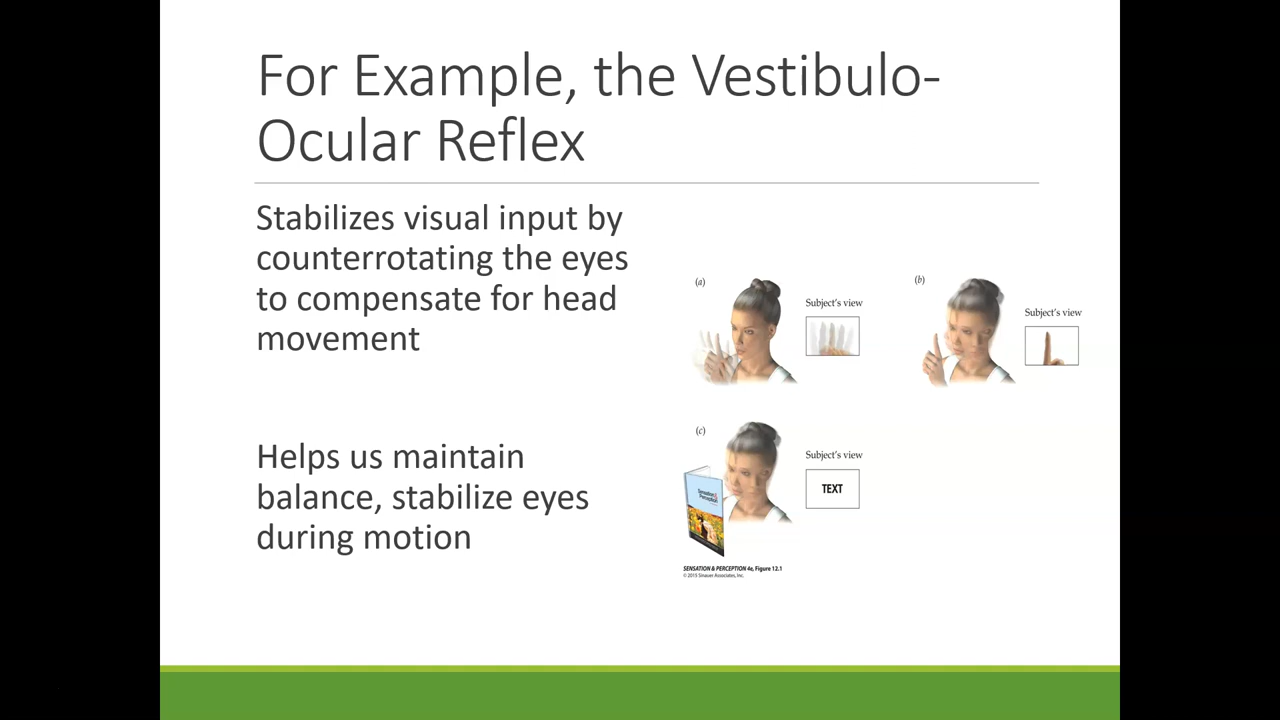 For Example, the Vestibulo-
Ocular Reflex
Stabilizes visual input by
counterrotating the eyes
to compensate for head
movement
Helps us maintain
balance, stabilize eyes
during motion
(a)
Subject's view
(b)
Subject's view
(c)
Subject's view
Sensation &
Perception
TEXT
SENSATION & PERCEPTION 4e, Figure 12.1
© 2015 Sinauer Associates, Inc.